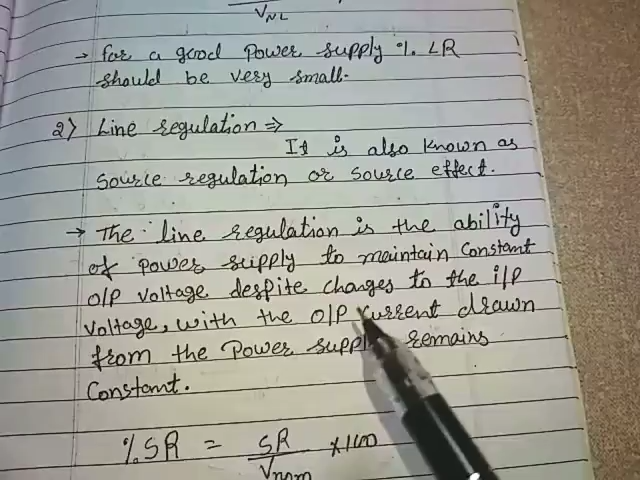 V NL
→ for a good Power supply %. LR
should be very small.
2) Line regulation ⇒
It is also known as
source regulation or source effect.
→ The line regulation is the ability
of power supply to maintain constant
O/P voltage despite changes to the i/P
voltage, with the O/P current drawn
from the Power supply remains
Constant.
%SR = SR/Vnom ×100